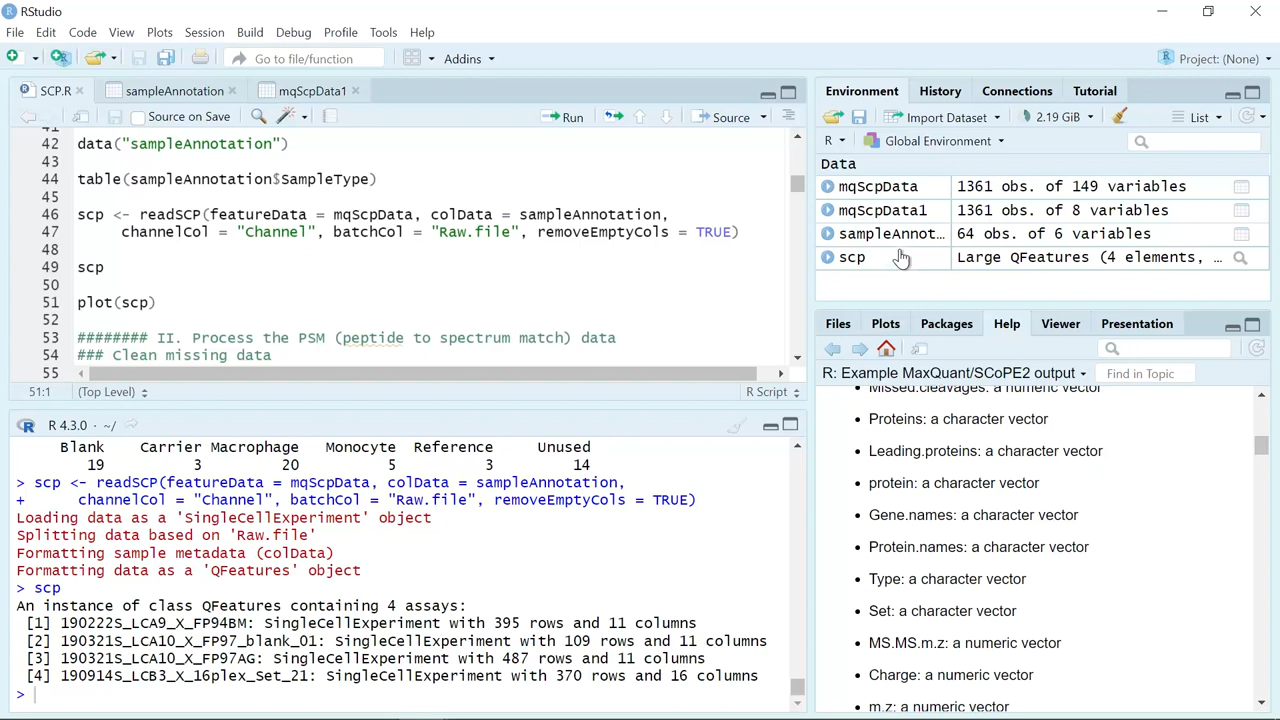 RStudio
File Edit Code View Plots Session Build Debug Profile Tools Help
Go to file/function Addins Project: (None)
SCP.R sampleAnnotation mqScpData1
Source on Save Run Source
41
42 data("sampleAnnotation")
43
44 table(sampleAnnotation$SampleType)
45
46 scp <- readSCP(featureData = mqScpData, colData = sampleAnnotation,
47 channelCol = "Channel", batchCol = "Raw.file", removeEmptyCols = TRUE)
48
49 scp
50
51 plot(scp)
52
53 ######## II. Process the PSM (peptide to spectrum match) data
54 ### Clean missing data
55
51:1 (Top Level) R Script
R 4.3.0 · ~/
Blank Carrier Macrophage Monocyte Reference Unused
19 3 20 5 3 14
> scp <- readSCP(featureData = mqScpData, colData = sampleAnnotation,
+ channelCol = "Channel", batchCol = "Raw.file", removeEmptyCols = TRUE)
Loading data as a 'SingleCellExperiment' object
Splitting data based on 'Raw.file'
Formatting sample metadata (colData)
Formatting data as a 'QFeatures' object
> scp
An instance of class QFeatures containing 4 assays:
[1] 190222S_LCA9_X_FP94BM: SingleCellExperiment with 395 rows and 11 columns
[2] 190321S_LCA10_X_FP97_blank_01: SingleCellExperiment with 109 rows and 11 columns
[3] 190321S_LCA10_X_FP97AG: SingleCellExperiment with 487 rows and 11 columns
[4] 190914S_LCB3_X_16plex_Set_21: SingleCellExperiment with 370 rows and 16 columns
>
Environment History Connections Tutorial
Import Dataset 2.19 GiB List
R Global Environment
Data
mqScpData 1361 obs. of 149 variables
mqScpData1 1361 obs. of 8 variables
sampleAnnot… 64 obs. of 6 variables
scp Large QFeatures (4 elements, …
Files Plots Packages Help Viewer Presentation
R: Example MaxQuant/SCoPE2 output Find in Topic
Missed.cleavages: a numeric vector
• Proteins: a character vector
• Leading.proteins: a character vector
• protein: a character vector
• Gene.names: a character vector
• Protein.names: a character vector
• Type: a character vector
• Set: a character vector
• MS.MS.m.z: a numeric vector
• Charge: a numeric vector
• m.z: a numeric vector